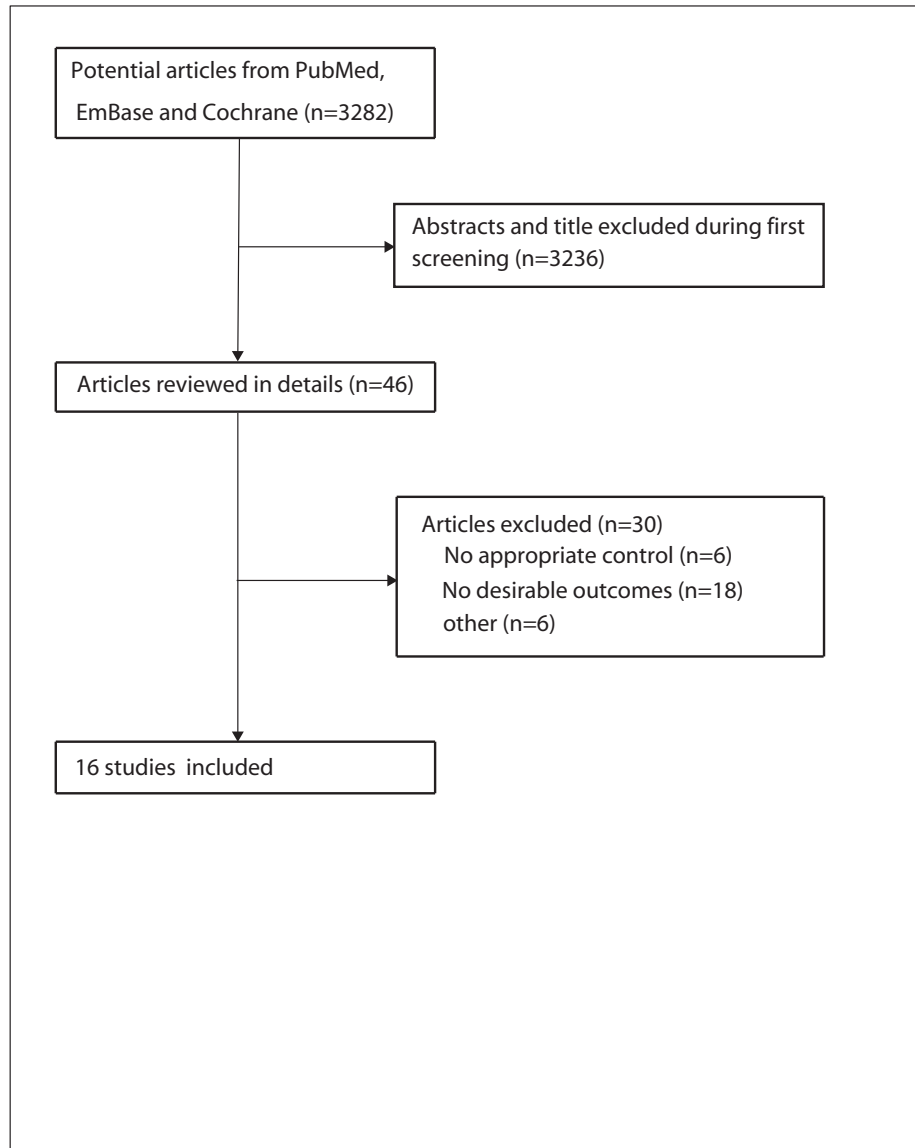 Potential articles from PubMed,
EmBase and Cochrane (n=3282)
Abstracts and title excluded during first
screening (n=3236)
Articles reviewed in details (n=46)
Articles excluded (n=30)
No appropriate control (n=6)
No desirable outcomes (n=18)
other (n=6)
16 studies included